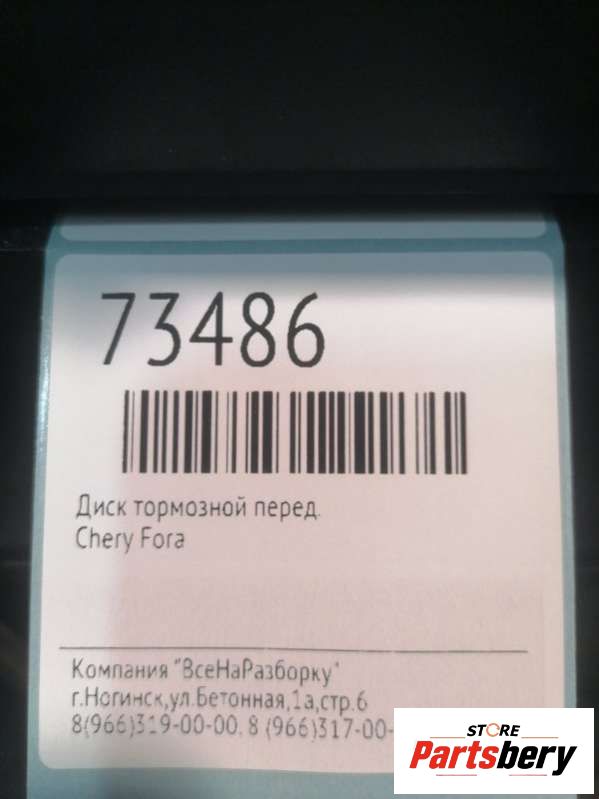 73486
Диск тормозной перед.
Chery Fora
Компания "ВсеНаРазборку"
г.Ногинск,ул.Бетонная,1а,стр.6
8(966)319-00-00, 8 (966)317-00-
STORE
Partsbery